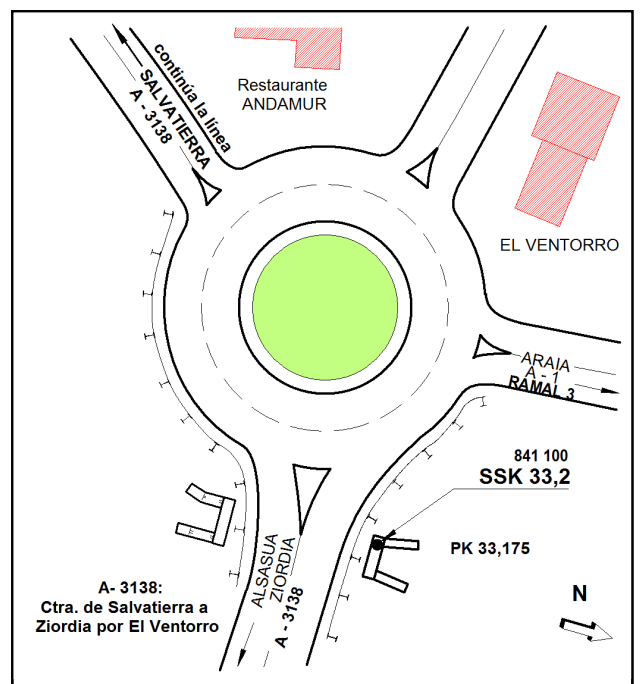 continúa la línea
SALVATIERRA
A - 3138
Restaurante
ANDAMUR
EL VENTORRO
ARAIA
A - 1
RAMAL 3
841 100
SSK 33,2
PK 33,175
ALSASUA
ZIORDIA
A - 3138
A- 3138:
Ctra. de Salvatierra a
Ziordia por El Ventorro
N